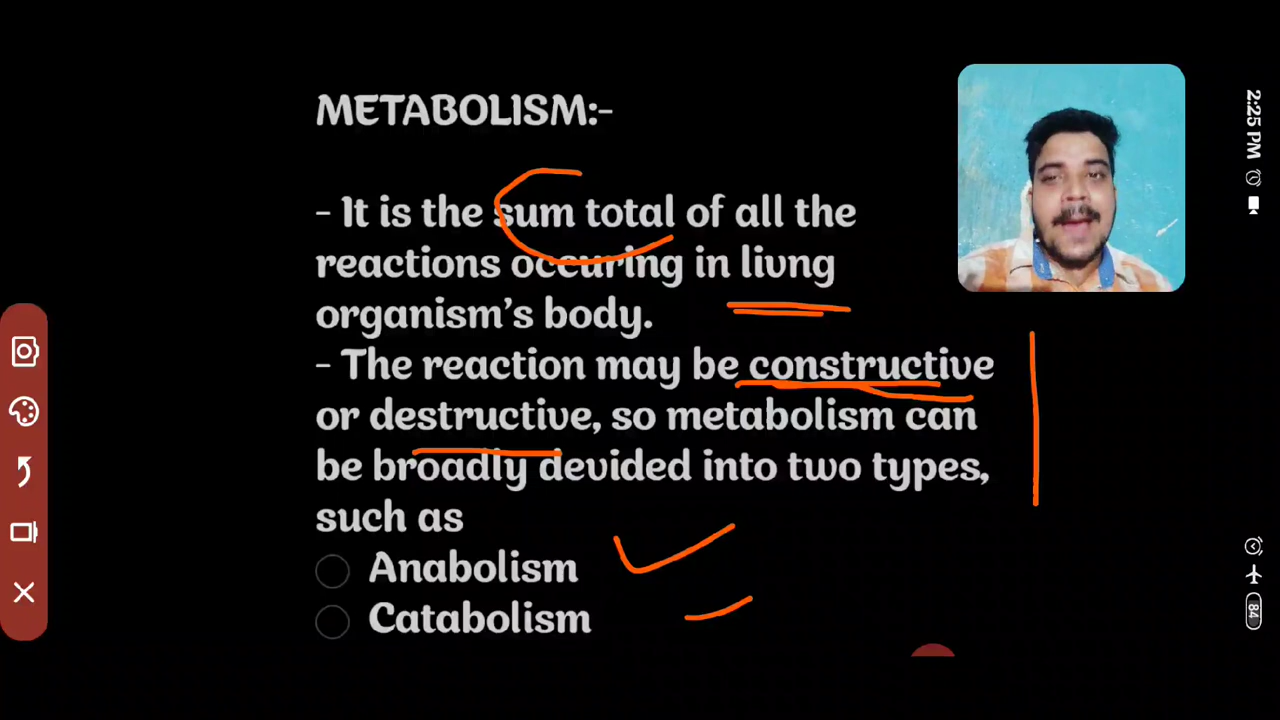 METABOLISM:-
- It is the sum total of all the
reactions occuring in livng
organism's body.
- The reaction may be constructive
or destructive, so metabolism can
be broadly devided into two types,
such as
Anabolism
Catabolism
2:25 PM
84